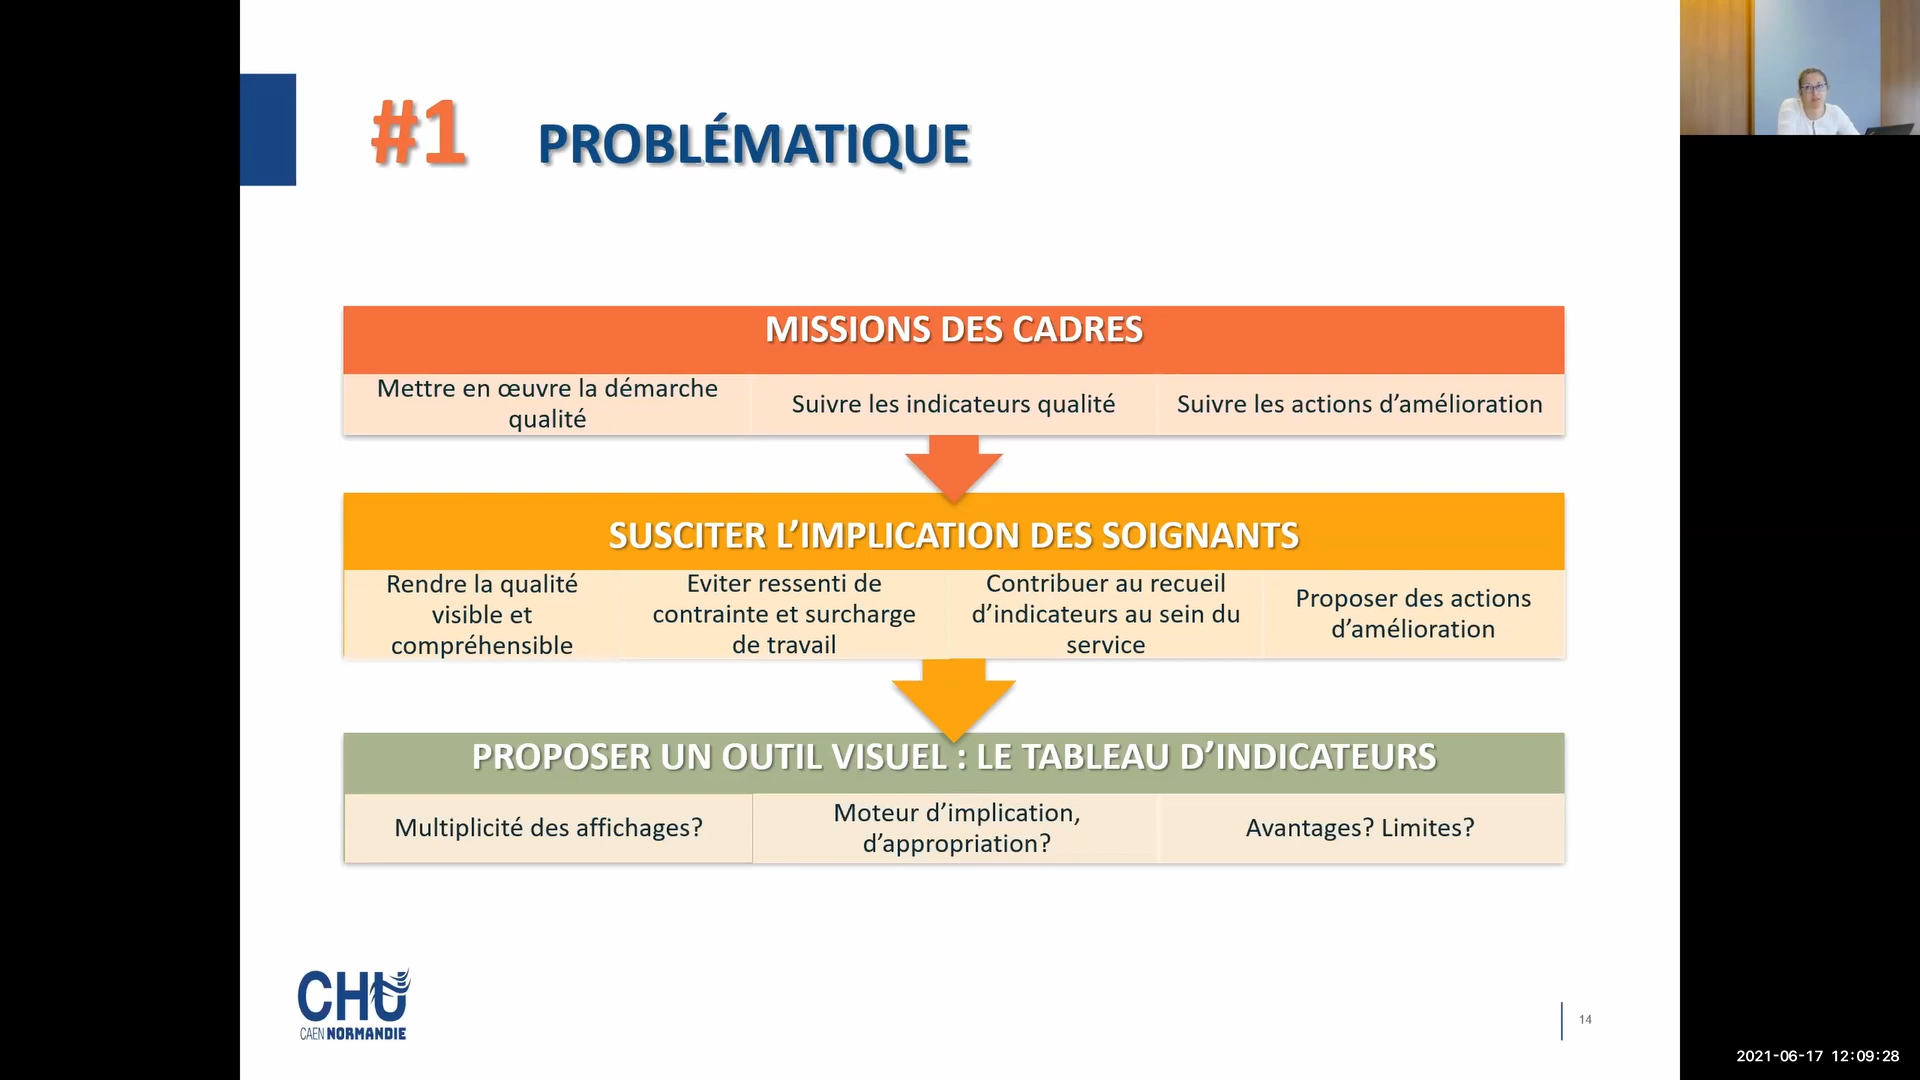 #1 PROBLÉMATIQUE
MISSIONS DES CADRES
Mettre en œuvre la démarche
qualité
Suivre les indicateurs qualité
Suivre les actions d’amélioration
SUSCITER L’IMPLICATION DES SOIGNANTS
Rendre la qualité
visible et
compréhensible
Eviter ressenti de
contrainte et surcharge
de travail
Contribuer au recueil
d’indicateurs au sein du
service
Proposer des actions
d’amélioration
PROPOSER UN OUTIL VISUEL : LE TABLEAU D’INDICATEURS
Multiplicité des affichages?
Moteur d’implication,
d’appropriation?
Avantages? Limites?
CHU
CAEN NORMANDIE
14
2021-06-17 12:09:28